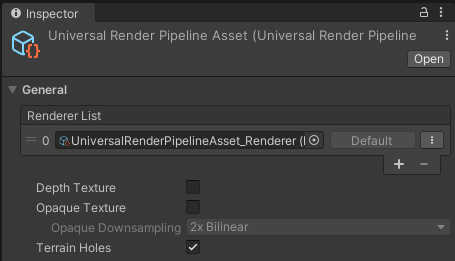 Inspector
Universal Render Pipeline Asset (Universal Render Pipeline
Open
General
Renderer List
0 UniversalRenderPipelineAsset_Renderer ( Default
Depth Texture
Opaque Texture
Opaque Downsampling 2x Bilinear
Terrain Holes